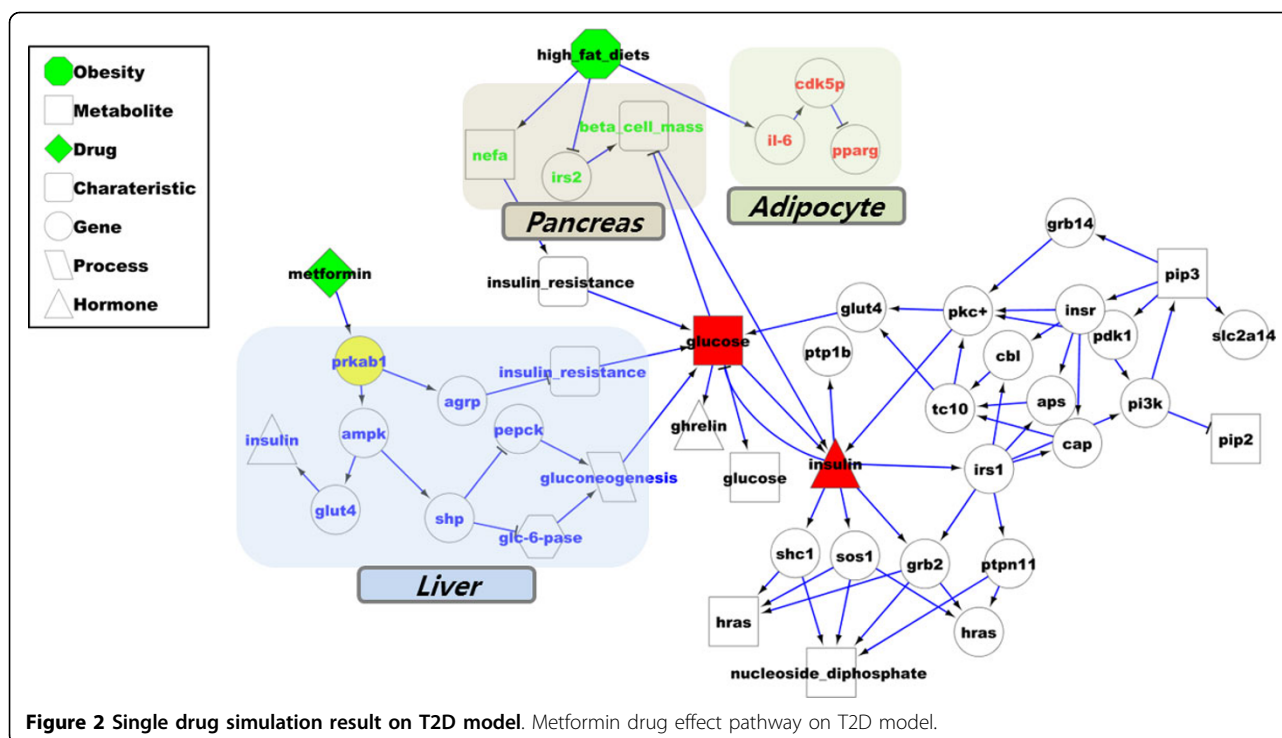 Obesity
Metabolite
Drug
Charateristic
Gene
Process
Hormone
high_fat_diets
nefa
irs2
beta_cell_mass
Pancreas
cdk5p
il-6
pparg
Adipocyte
metformin
insulin_resistance
prkab1
agrp
insulin_resistance
insulin
ampk
pepck
gluconeogenesis
glut4
shp
glc-6-pase
Liver
glucose
ghrelin
glucose
ptp1b
insulin
glut4
pkc+
grb14
pip3
insr
pdk1
slc2a14
cbl
tc10
aps
cap
pi3k
pip2
irs1
shc1
sos1
grb2
ptpn11
hras
hras
nucleoside_diphosphate
Figure 2 Single drug simulation result on T2D model. Metformin drug effect pathway on T2D model.